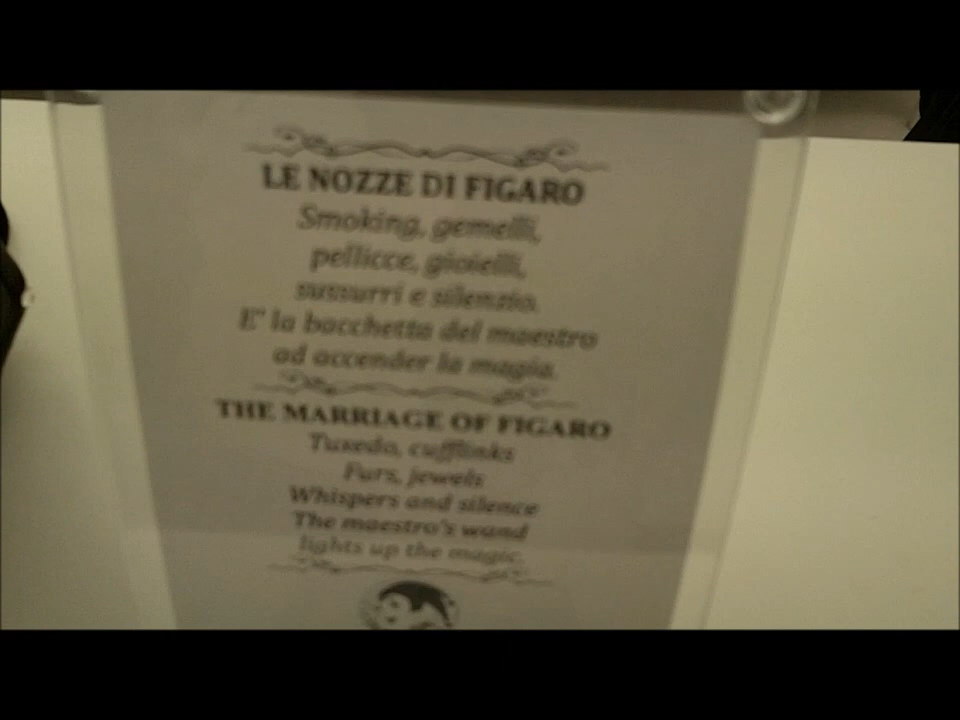 LE NOZZE DI FIGARO
Smoking, gemelli,
pellicce, gioielli,
sussurri e silenzio.
E' la bacchetta del maestro
ad accender la magia.
THE MARRIAGE OF FIGARO
Tuxedo, cufflinks
Furs, jewels
Whispers and silence
The maestro's wand
lights up the magic.